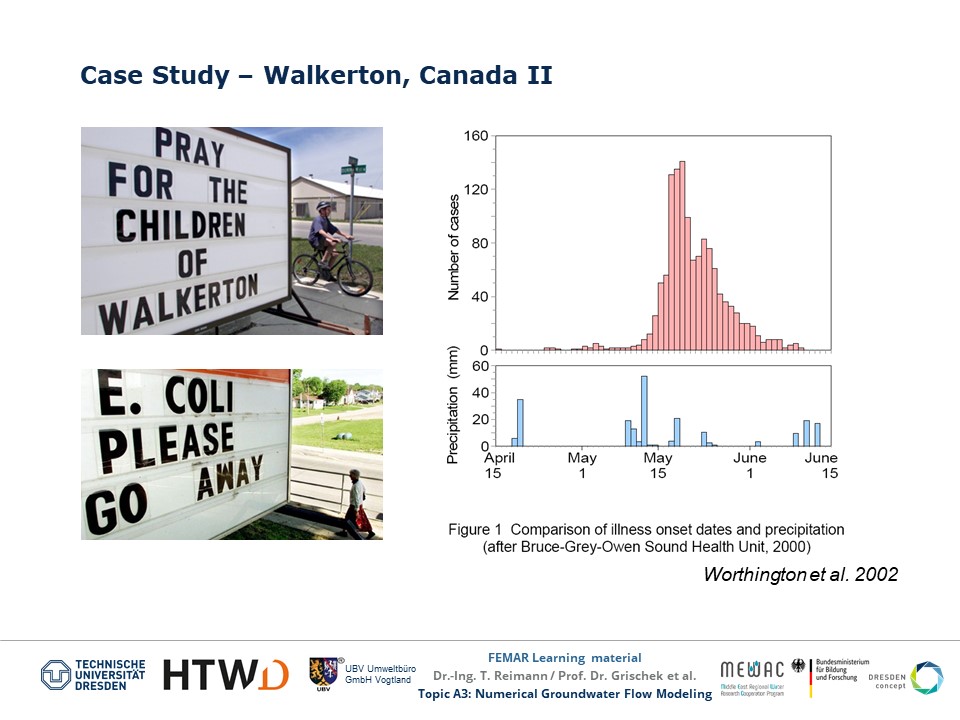 Case Study – Walkerton, Canada II
PRAY
FOR THE
CHILDREN
OF
WALKERTON
E. COLI
PLEASE
GO AWAY
160
120
80
40
0
Number of cases
60
40
20
0
Precipitation (mm)
April
15
May
1
May
15
June
1
June
15
Figure 1 Comparison of illness onset dates and precipitation
(after Bruce-Grey-Owen Sound Health Unit, 2000)
Worthington et al. 2002
TECHNISCHE
UNIVERSITÄT
DRESDEN
HTWD
UBV
®
UBV Umweltbüro
GmbH Vogtland
FEMAR Learning material
Dr.-Ing. T. Reimann / Prof. Dr. Grischek et al.
Topic A3: Numerical Groundwater Flow Modeling
MEWAC
Middle East Regional Water
Research Cooperation Program
Bundesministerium
für Bildung
und Forschung
DRESDEN
concept